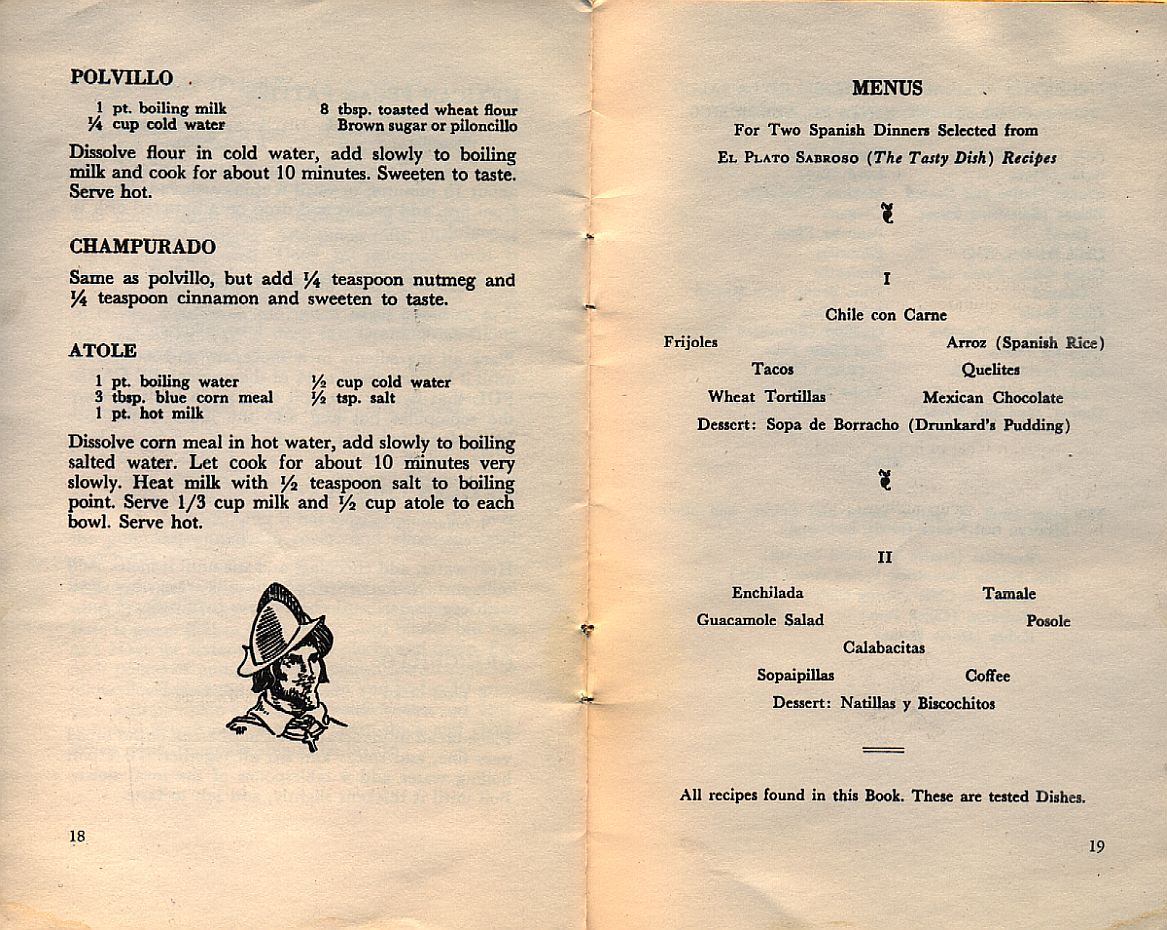 POLVILLO
1 pt. boiling milk 8 tbsp. toasted wheat flour
¼ cup cold water Brown sugar or piloncillo
Dissolve flour in cold water, add slowly to boiling
milk and cook for about 10 minutes. Sweeten to taste.
Serve hot.
CHAMPURADO
Same as polvillo, but add ¼ teaspoon nutmeg and
¼ teaspoon cinnamon and sweeten to taste.
ATOLE
1 pt. boiling water ½ cup cold water
3 tbsp. blue corn meal ½ tsp. salt
1 pt. hot milk
Dissolve corn meal in hot water, add slowly to boiling
salted water. Let cook for about 10 minutes very
slowly. Heat milk with ½ teaspoon salt to boiling
point. Serve 1/3 cup milk and ½ cup atole to each
bowl. Serve hot.
18
MENUS
For Two Spanish Dinners Selected from
El Plato Sabroso (The Tasty Dish) Recipes
I
Chile con Carne
Frijoles Arroz (Spanish Rice)
Tacos Quelites
Wheat Tortillas Mexican Chocolate
Dessert: Sopa de Borracho (Drunkard's Pudding)
II
Enchilada Tamale
Guacamole Salad Posole
Calabacitas
Sopaipillas Coffee
Dessert: Natillas y Biscochitos
All recipes found in this Book. These are tested Dishes.
19